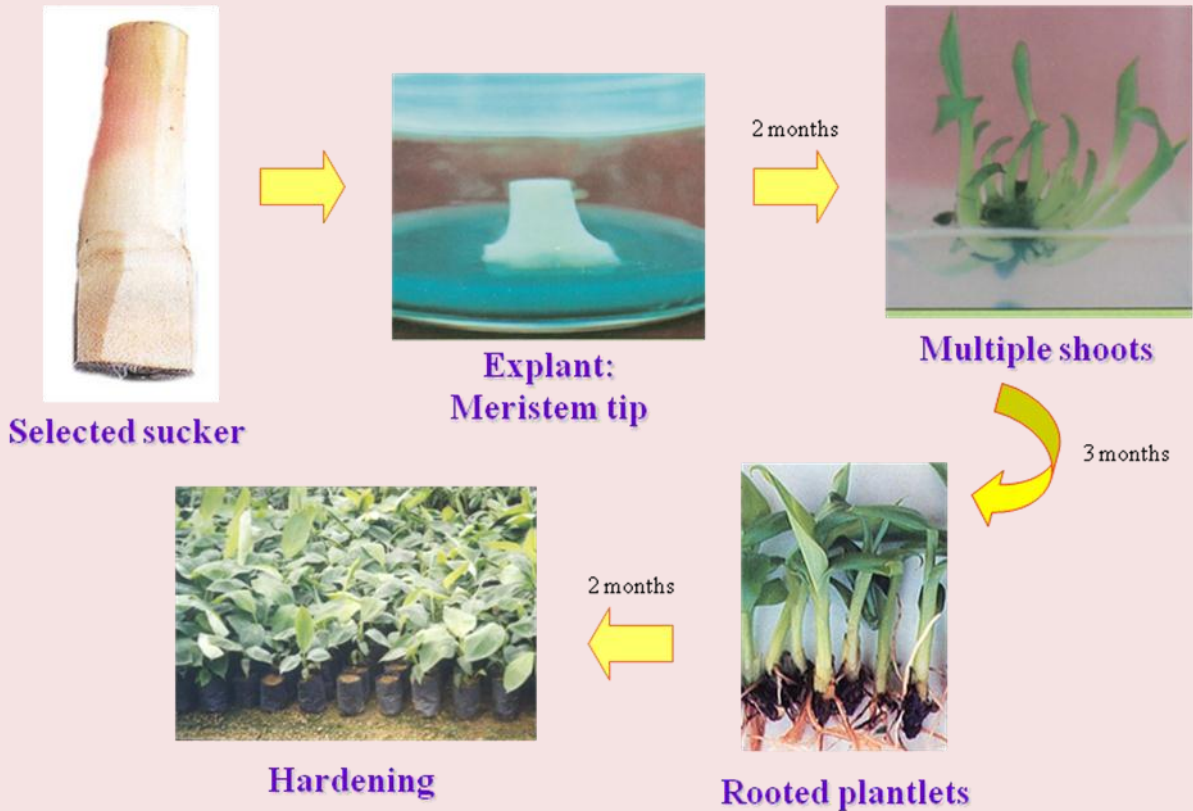 Selected sucker
Explant:
Meristem tip
2 months
Multiple shoots
3 months
Rooted plantlets
2 months
Hardening